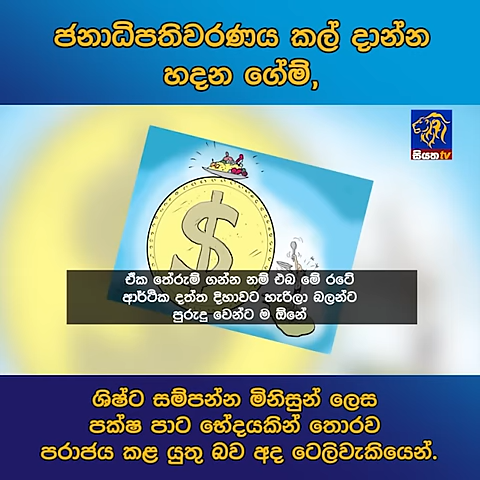 ජනාධිපතිවරණය කල් දාන්න
හදන ගේම්,
සියත tv
$
ඒක තේරුම් ගන්න නම් එබ මේ රටේ
ආර්ථික දත්ත දිහාවට හැරිලා බලන්ට
පුරුදු වෙන්ට ම ඕනේ
ශිෂ්ට සම්පන්න මිනිසුන් ලෙස
පක්ෂ පාට භේදයකින් තොරව
පරාජය කළ යුතු බව අද ටෙලිවැකියෙන්.